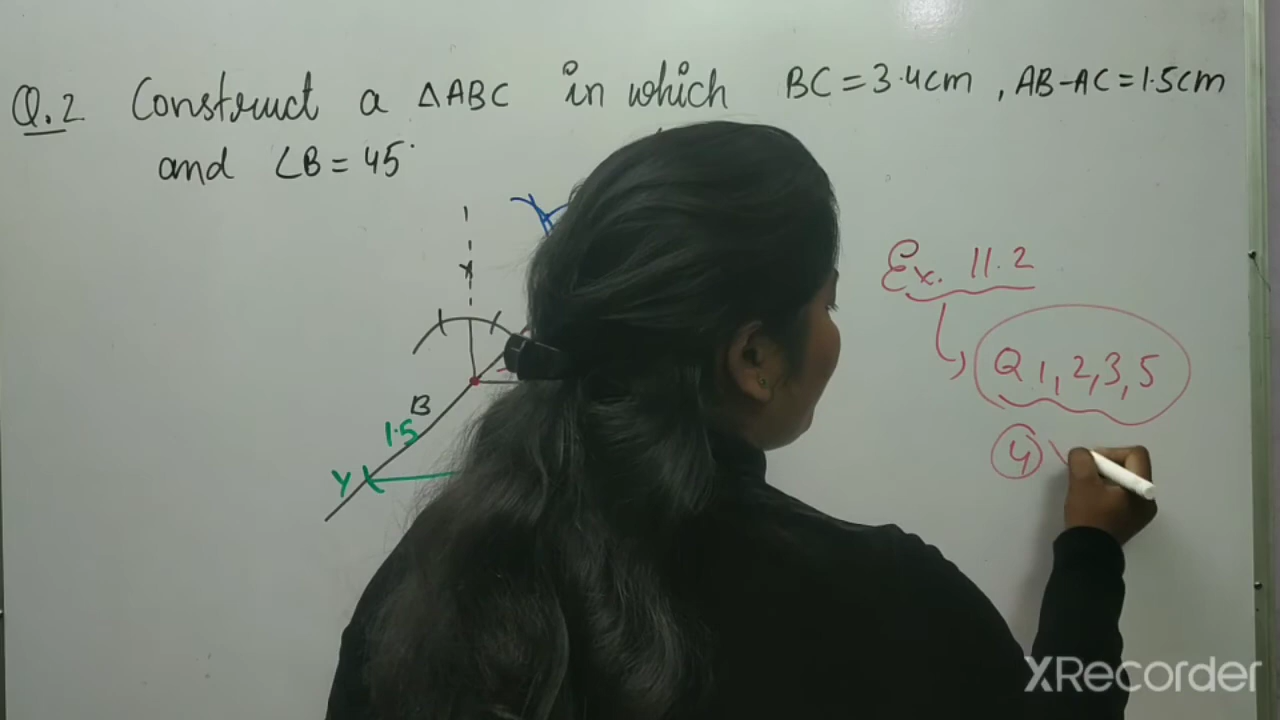 Q.2 Construct a ΔABC in which BC = 3.4cm, AB-AC = 1.5cm
and ∠B = 45°
Ex. 11.2
Q 1, 2, 3, 5
4
B
1.5
Y
XRecorder